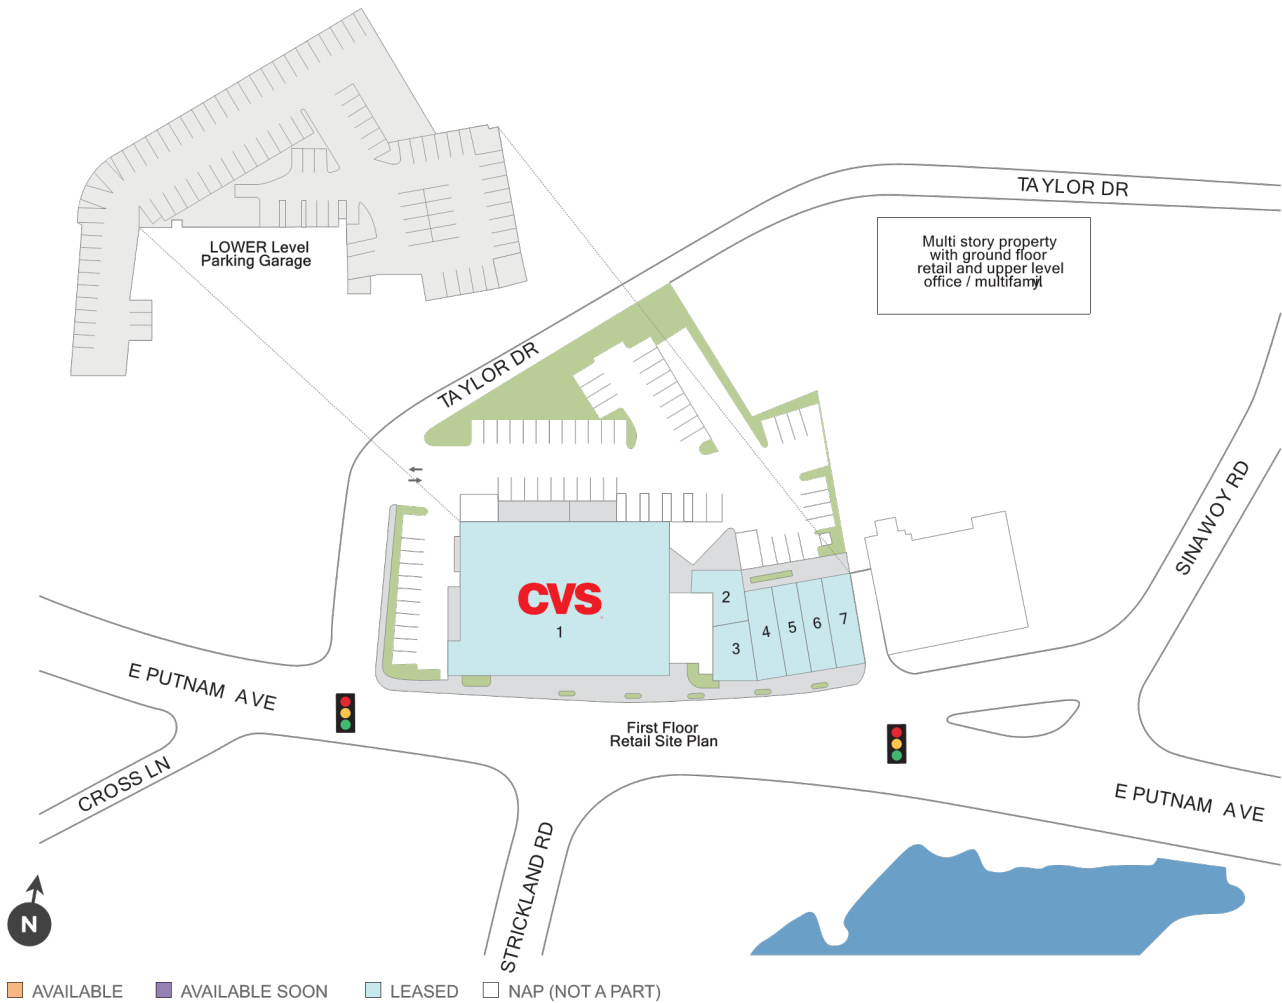 TAYLOR DR
Multi story property
with ground floor
retail and upper level
office / multifamily.
LOWER Level
Parking Garage
TAYLOR DR
SINAWOY RD
CVS
1
2
3
4
5
6
7
E PUTNAM AVE
First Floor
Retail Site Plan
CROSS LN
E PUTNAM AVE
STRICKLAND RD
N
AVAILABLE
AVAILABLE SOON
LEASED
NAP (NOT A PART)